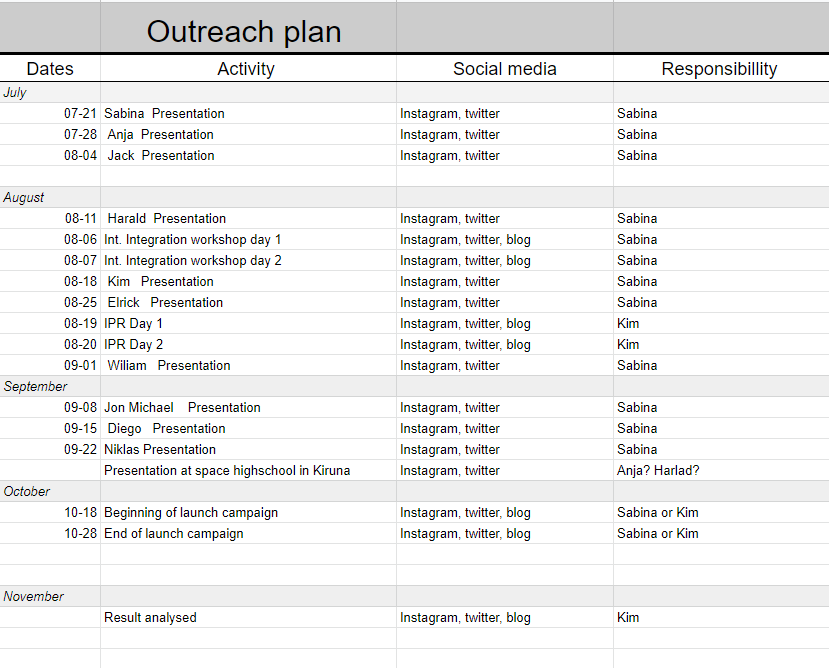 Outreach plan
Dates Activity Social media Responsibillity
July
07-21 Sabina Presentation Instagram, twitter Sabina
07-28 Anja Presentation Instagram, twitter Sabina
08-04 Jack Presentation Instagram, twitter Sabina
August
08-11 Harald Presentation Instagram, twitter Sabina
08-06 Int. Integration workshop day 1 Instagram, twitter, blog Sabina
08-07 Int. Integration workshop day 2 Instagram, twitter, blog Sabina
08-18 Kim Presentation Instagram, twitter Sabina
08-25 Elrick Presentation Instagram, twitter Sabina
08-19 IPR Day 1 Instagram, twitter, blog Kim
08-20 IPR Day 2 Instagram, twitter, blog Kim
09-01 Wiliam Presentation Instagram, twitter Sabina
September
09-08 Jon Michael Presentation Instagram, twitter Sabina
09-15 Diego Presentation Instagram, twitter Sabina
09-22 Niklas Presentation Instagram, twitter Sabina
Presentation at space highschool in Kiruna Instagram, twitter Anja? Harlad?
October
10-18 Beginning of launch campaign Instagram, twitter, blog Sabina or Kim
10-28 End of launch campaign Instagram, twitter, blog Sabina or Kim
November
Result analysed Instagram, twitter, blog Kim